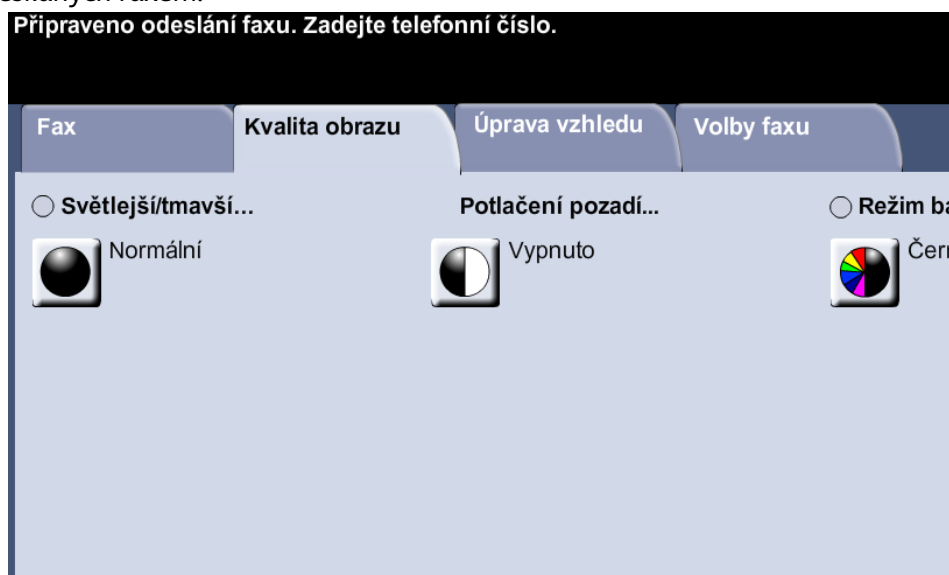 Připraveno odeslání faxu. Zadejte telefonní číslo.
Fax
Kvalita obrazu
Úprava vzhledu
Volby faxu
Světlejší/tmavší...
Potlačení pozadí...
Režim
Normální
Vypnuto